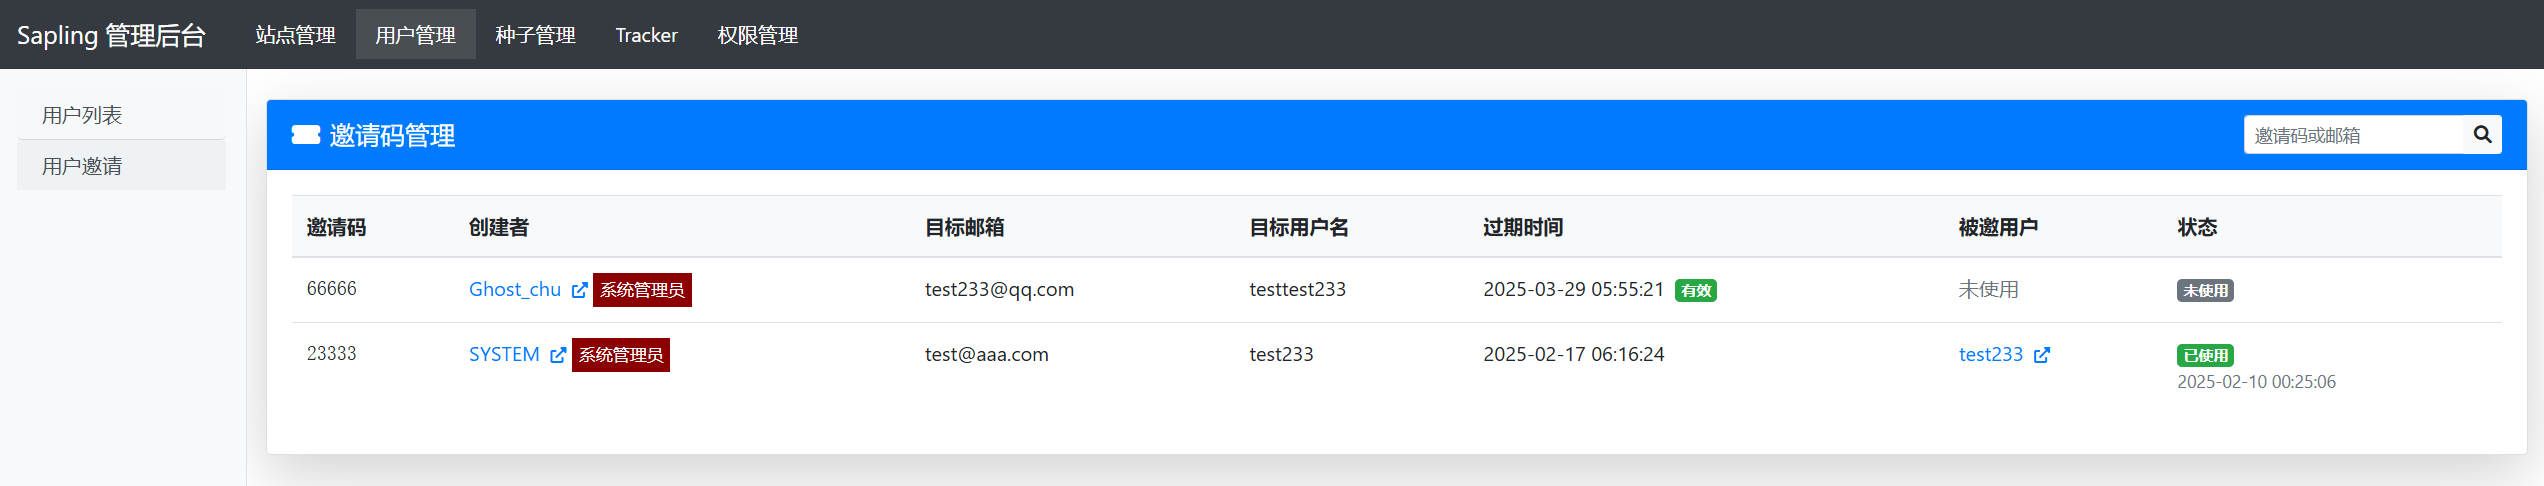 Sapling 管理后台 站点管理 用户管理 种子管理 Tracker 权限管理
用户列表
用户邀请
邀请码管理 邀请码或邮箱
邀请码 创建者 目标邮箱 目标用户名 过期时间 被邀用户 状态
66666 Ghost_chu 系统管理员 test233@qq.com testtest233 2025-03-29 05:55:21 有效 未使用 未使用
23333 SYSTEM 系统管理员 test@aaa.com test233 2025-02-17 06:16:24 test233 已使用
2025-02-10 00:25:06